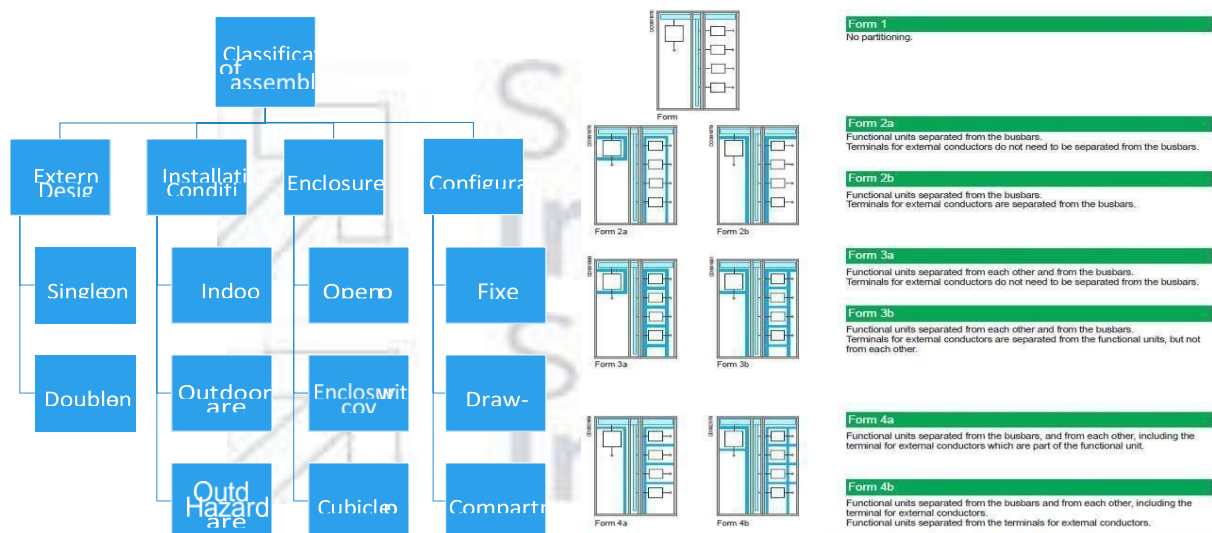 Classificat
of
assembl
Extern
Desig
Installatio
Conditi
Enclosure
Configurat
Single on
Indoo
Open p
Fixe
Double on
Outdoor
are
Enclosur wit
cov
Draw-
Outd
Hazard
are
Cubicle p
Compartr
Form
Form 2a
Form 2b
Form 3a
Form 3b
Form 4a
Form 4b
Form 1
No partitioning.
Form 2a
Functional units separated from the busbars.
Terminals for external conductors do not need to be separated from the busbars.
Form 2b
Functional units separated from the busbars.
Terminals for external conductors are separated from the busbars.
Form 3a
Functional units separated from each other and from the busbars.
Terminals for external conductors do not need to be separated from the busbars.
Form 3b
Functional units separated from each other and from the busbars.
Terminals for external conductors are separated from the functional units, but not
from each other.
Form 4a
Functional units separated from the busbars, and from each other, including the
terminal for external conductors which are part of the functional unit.
Form 4b
Functional units separated from the busbars and from each other, including the
terminal for external conductors.
Functional units separated from the terminals for external conductors.